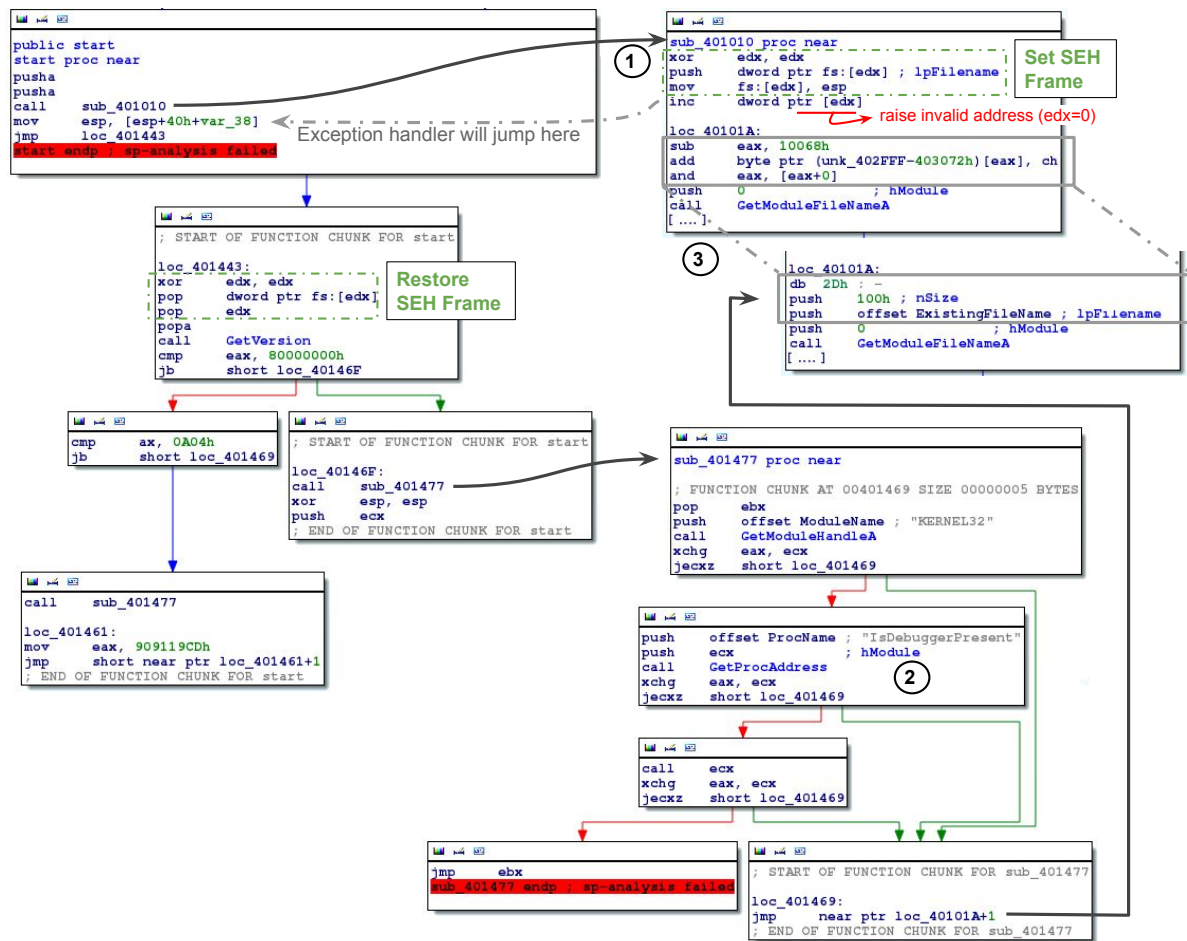 public start
start proc near
pusha
pusha
call sub_401010
mov esp, [esp+40h+var_38]
jmp loc_401443
start endp ; sp-analysis failed
Exception handler will jump here
1
sub_401010 proc near
xor edx, edx
push dword ptr fs:[edx] ; lpFilename
mov fs:[edx], esp
inc dword ptr [edx]
Set SEH
Frame
raise invalid address (edx=0)
loc_40101A:
sub eax, 10068h
add byte ptr (unk_402FFF-403072h)[eax], ch
and eax, [eax+0]
push 0 ; hModule
call GetModuleFileNameA
[ .... ]
; START OF FUNCTION CHUNK FOR start
loc_401443:
xor edx, edx
pop dword ptr fs:[edx]
pop edx
popa
call GetVersion
cmp eax, 80000000h
jb short loc_40146F
Restore
SEH Frame
3
loc_40101A:
db 2Dh ; -
push 100h ; nSize
push offset ExistingFileName ; lpFilename
push 0 ; hModule
call GetModuleFileNameA
[ .... ]
cmp ax, 0A04h
jb short loc_401469
; START OF FUNCTION CHUNK FOR start
loc_40146F:
call sub_401477
xor esp, esp
push ecx
; END OF FUNCTION CHUNK FOR start
sub_401477 proc near
; FUNCTION CHUNK AT 00401469 SIZE 00000005 BYTES
pop ebx
push offset ModuleName ; "KERNEL32"
call GetModuleHandleA
xchg eax, ecx
jecxz short loc_401469
call sub_401477
loc_401461:
mov eax, 909119CDh
jmp short near ptr loc_401461+1
; END OF FUNCTION CHUNK FOR start
push offset ProcName ; "IsDebuggerPresent"
push ecx ; hModule
call GetProcAddress
xchg eax, ecx
jecxz short loc_401469
2
call ecx
xchg eax, ecx
jecxz short loc_401469
jmp ebx
sub_401477 endp ; sp-analysis failed
; START OF FUNCTION CHUNK FOR sub_401477
loc_401469:
jmp near ptr loc_40101A+1
; END OF FUNCTION CHUNK FOR sub_401477